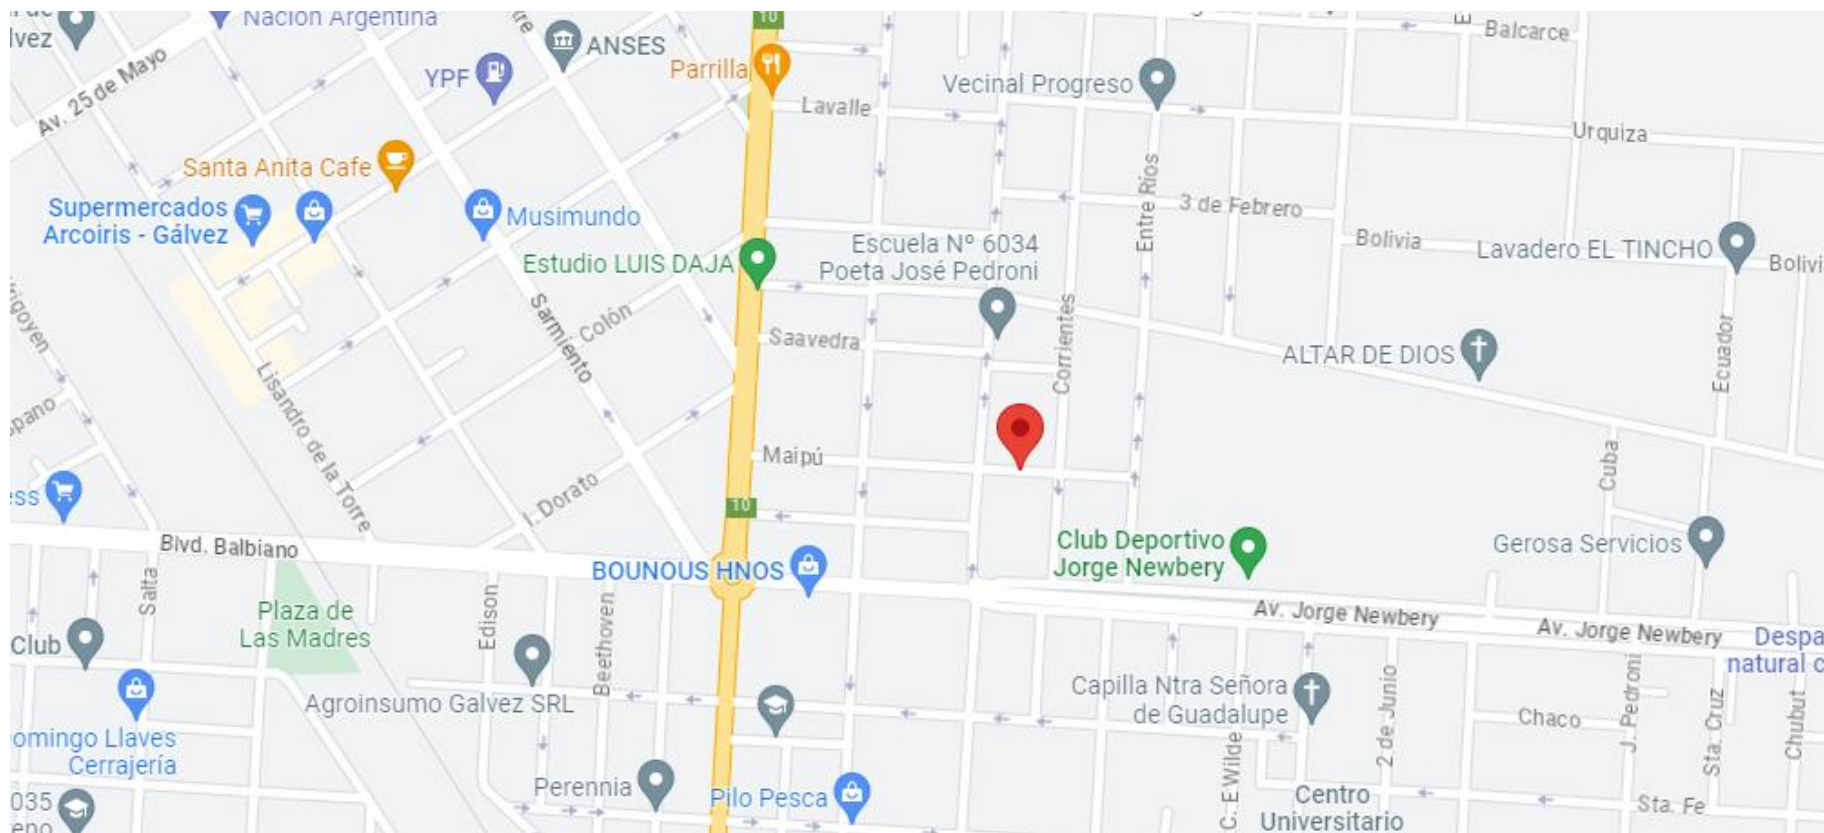 Nación Argentina
Av. 25 de Mayo
YPF
ANSES
10
Parrilla
Lavalle
Vecinal Progreso
Balcarce
Urquiza
Santa Anita Cafe
Supermercados
Arcoiris - Gálvez
Musimundo
Estudio LUIS DAJA
Escuela Nº 6034
Poeta José Pedroni
Entre Ríos
3 de Febrero
Bolivia
Lavadero EL TINCHO
Sarmiento
Colón
Saavedra
Corrientes
ALTAR DE DIOS
Ecuador
Lisandro de la Torre
I. Dorato
Maipú
10
Cuba
Blvd. Balbiano
BOUNOUS HNOS
Club Deportivo
Jorge Newbery
Gerosa Servicios
Salta
Plaza de
Las Madres
Edison
Beethoven
Av. Jorge Newbery
Av. Jorge Newbery
Club
Agroinsumo Galvez SRL
Capilla Ntra Señora
de Guadalupe
2 de Junio
Chaco
J. Pedroni
Sta. Cruz
Chubut
Cerrajería
Perennia
Pilo Pesca
C. E Wilde
Centro
Universitario
Sta. Fe